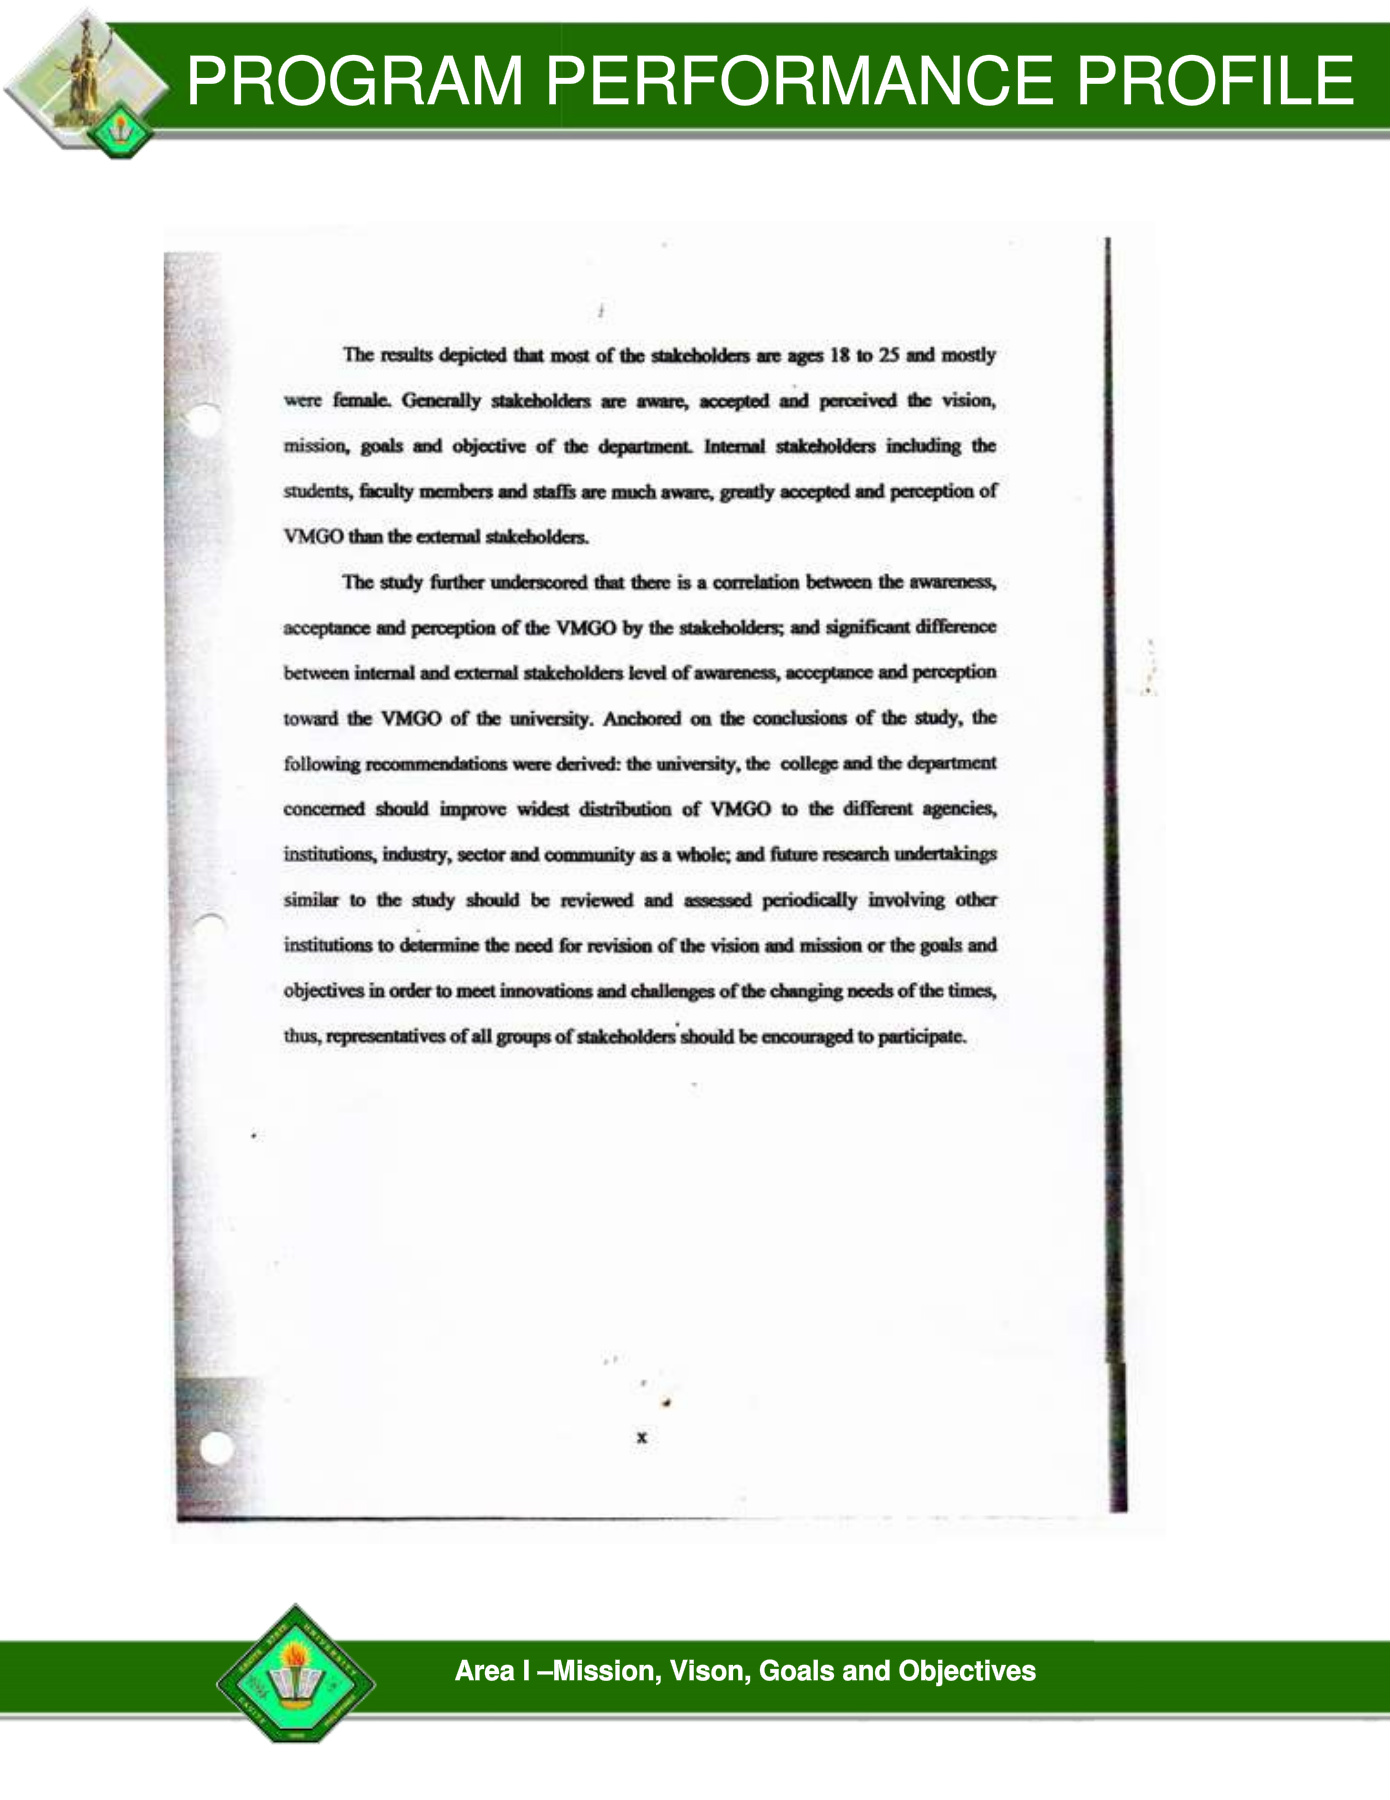 PROGRAM PERFORMANCE PROFILE
The results depicted that most of the stakeholders are ages 18 to 25 and mostly
were female. Generally stakeholders are aware, accepted and perceived the vision,
mission, goals and objective of the department. Internal stakeholders including the
students, faculty members and staffs are much aware, greatly accepted and perception of
VMGO than the external stakeholders.
The study further underscored that there is a correlation between the awareness,
acceptance and perception of the VMGO by the stakeholders; and significant difference
between internal and external stakeholders level of awareness, acceptance and perception
toward the VMGO of the university. Anchored on the conclusions of the study, the
following recommendations were derived: the university, the college and the department
concerned should improve widest distribution of VMGO to the different agencies,
institutions, industry, sector and community as a whole; and future research undertakings
similar to the study should be reviewed and assessed periodically involving other
institutions to determine the need for revision of the vision and mission or the goals and
objectives in order to meet innovations and challenges of the changing needs of the times,
thus, representatives of all groups of stakeholders should be encouraged to participate.
x
CAVITE STATE UNIVERSITY
Area I –Mission, Vison, Goals and Objectives